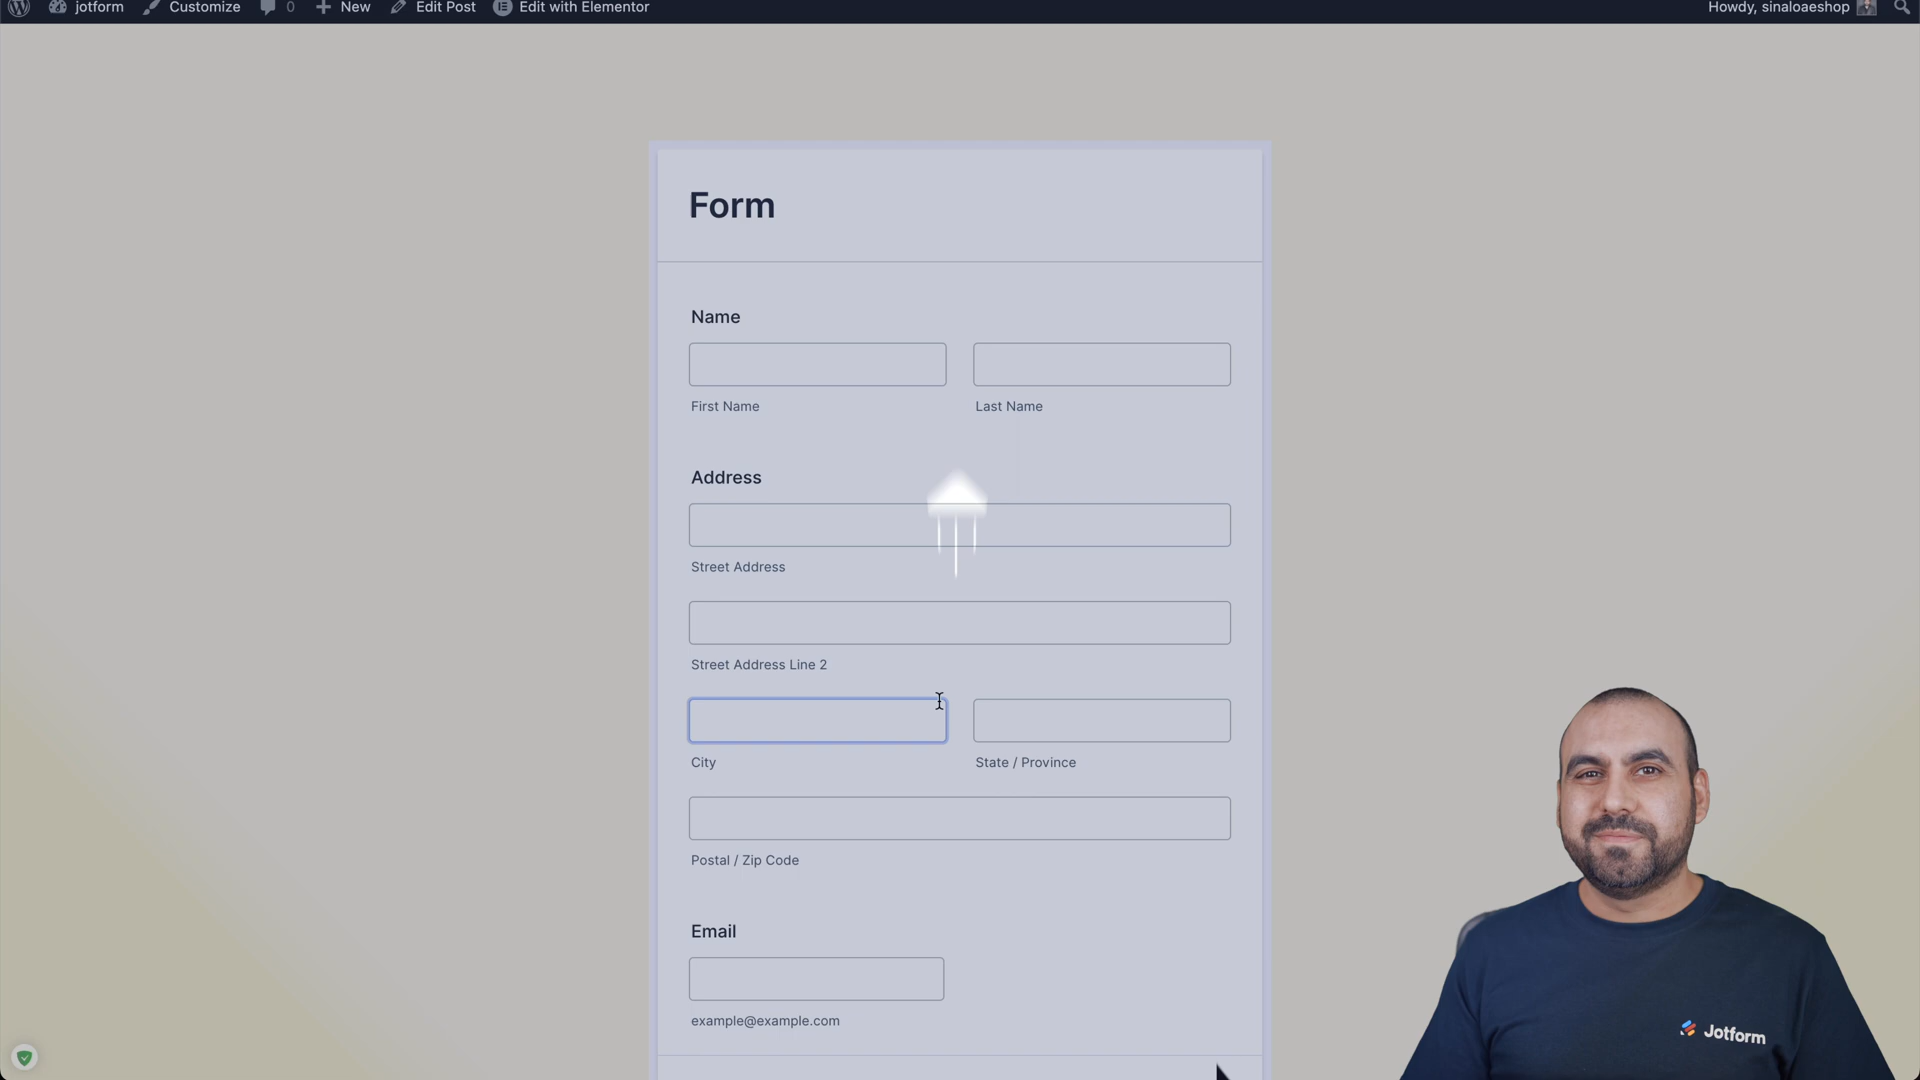 jotform Customize 0 New Edit Post Edit with Elementor Howdy, sinaloaeshop
Form
Name
First Name Last Name
Address
Street Address
Street Address Line 2
City State / Province
Postal / Zip Code
Email
example@example.com
Jotform